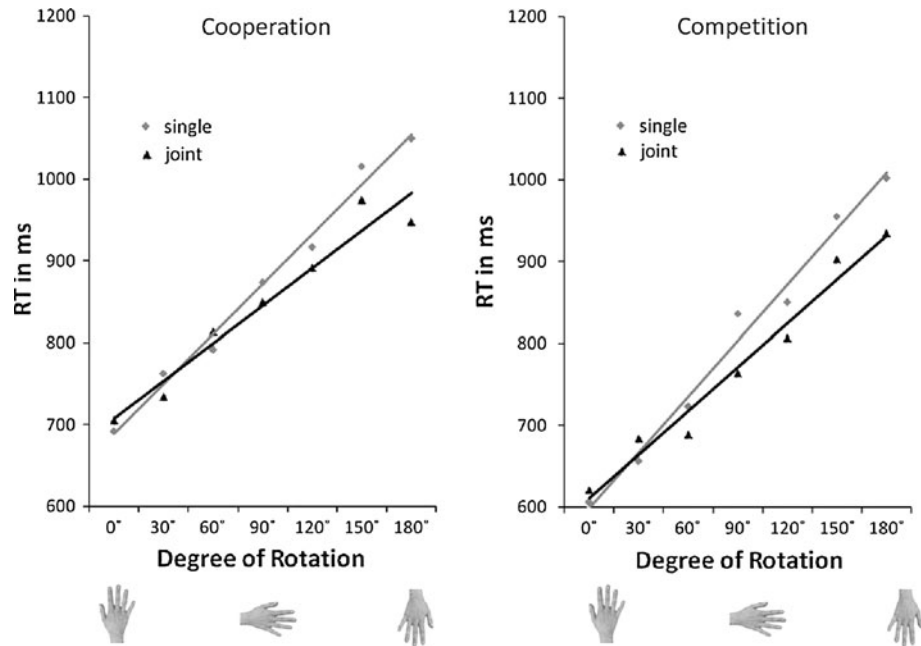 Cooperation
single
joint
RT in ms
1200
1100
1000
900
800
700
600
0° 30° 60° 90° 120° 150° 180°
Degree of Rotation
Competition
single
joint
RT in ms
1200
1100
1000
900
800
700
600
0° 30° 60° 90° 120° 150° 180°
Degree of Rotation